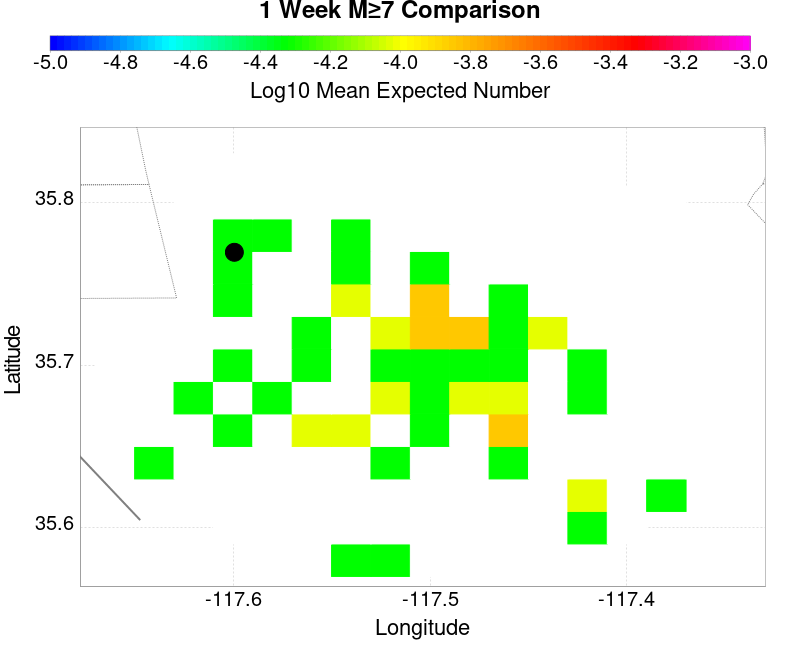 1 Week M≥7 Comparison
-5.0 -4.8 -4.6 -4.4 -4.2 -4.0 -3.8 -3.6 -3.4 -3.2 -3.0
Log10 Mean Expected Number
35.8
35.7
35.6
Latitude
-117.6 -117.5 -117.4
Longitude